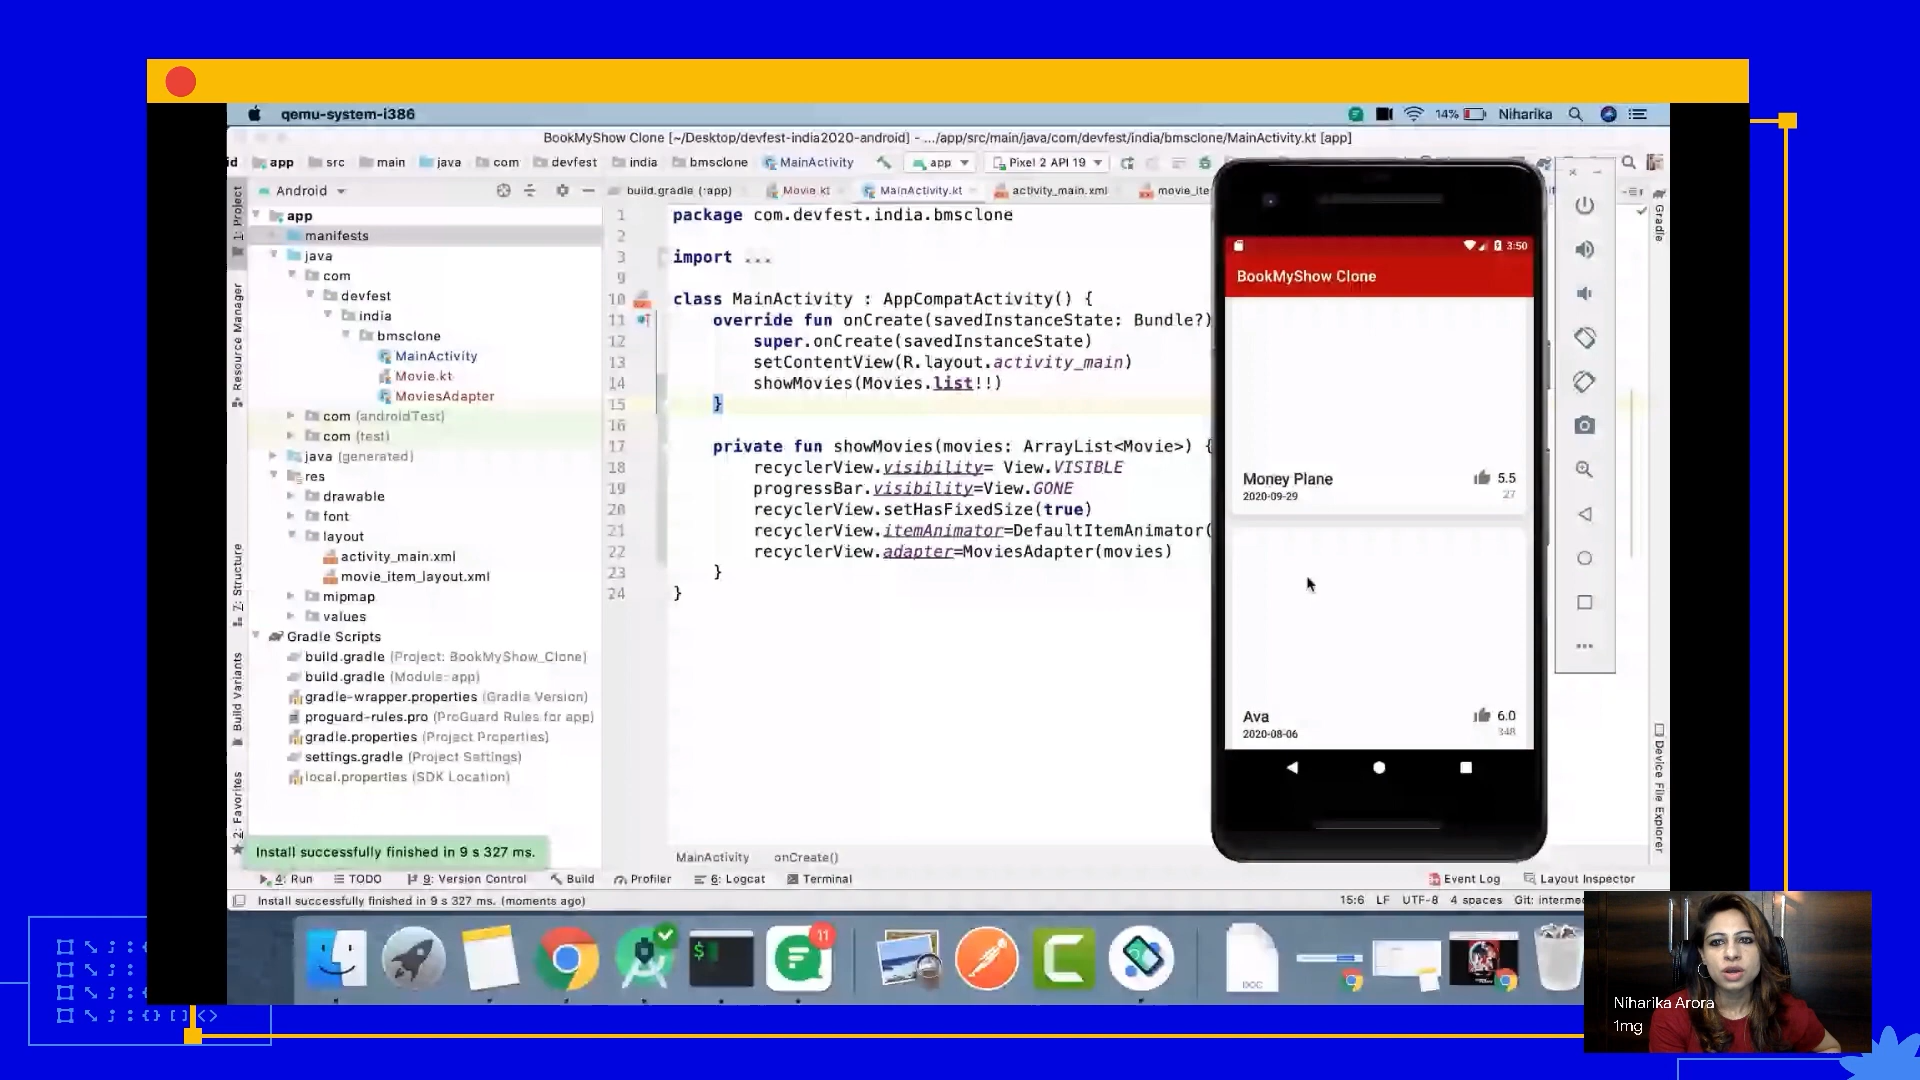 qemu-system-i386
14%
Niharika
BookMyShow Clone [~/Desktop/devfest-india2020-android] - .../app/src/main/java/com/devfest/india/bmsclone/MainActivity.kt [app]
id app src main java com devfest india bmsclone MainActivity app Pixel 2 API 19
Android
build.gradle (:app) Movie.kt MainActivity.kt activity_main.xml movie_ite
1: Project
Resource Manager
7: Structure
Build Variants
2: Favorites
app
manifests
java
com
devfest
india
bmsclone
MainActivity
Movie.kt
MoviesAdapter
com (androidTest)
com (test)
java (generated)
res
drawable
font
layout
activity_main.xml
movie_item_layout.xml
mipmap
values
Gradle Scripts
build.gradle (Project: BookMyShow_Clone)
build.gradle (Module: app)
gradle-wrapper.properties (Gradle Version)
proguard-rules.pro (ProGuard Rules for app)
gradle.properties (Project Properties)
settings.gradle (Project Settings)
local.properties (SDK Location)
Install successfully finished in 9 s 327 ms.
1 package com.devfest.india.bmsclone
2
3 import ...
9
10 class MainActivity : AppCompatActivity() {
11 override fun onCreate(savedInstanceState: Bundle?)
12 super.onCreate(savedInstanceState)
13 setContentView(R.layout.activity_main)
14 showMovies(Movies.list!!)
15 }
16
17 private fun showMovies(movies: ArrayList<Movie>) {
18 recyclerView.visibility= View.VISIBLE
19 progressBar.visibility=View.GONE
20 recyclerView.setHasFixedSize(true)
21 recyclerView.itemAnimator=DefaultItemAnimator(
22 recyclerView.adapter=MoviesAdapter(movies)
23 }
24 }
MainActivity onCreate()
3:50
BookMyShow Clone
Money Plane 5.5
2020-09-29 27
Ava 6.0
2020-08-06 348
Gradle
Device File Explorer
4: Run TODO 9: Version Control Build Profiler 6: Logcat Terminal Event Log Layout Inspector
Install successfully finished in 9 s 327 ms. (moments ago) 15:6 LF UTF-8 4 spaces Git: interme
11
DOC
Niharika Arora
1mg